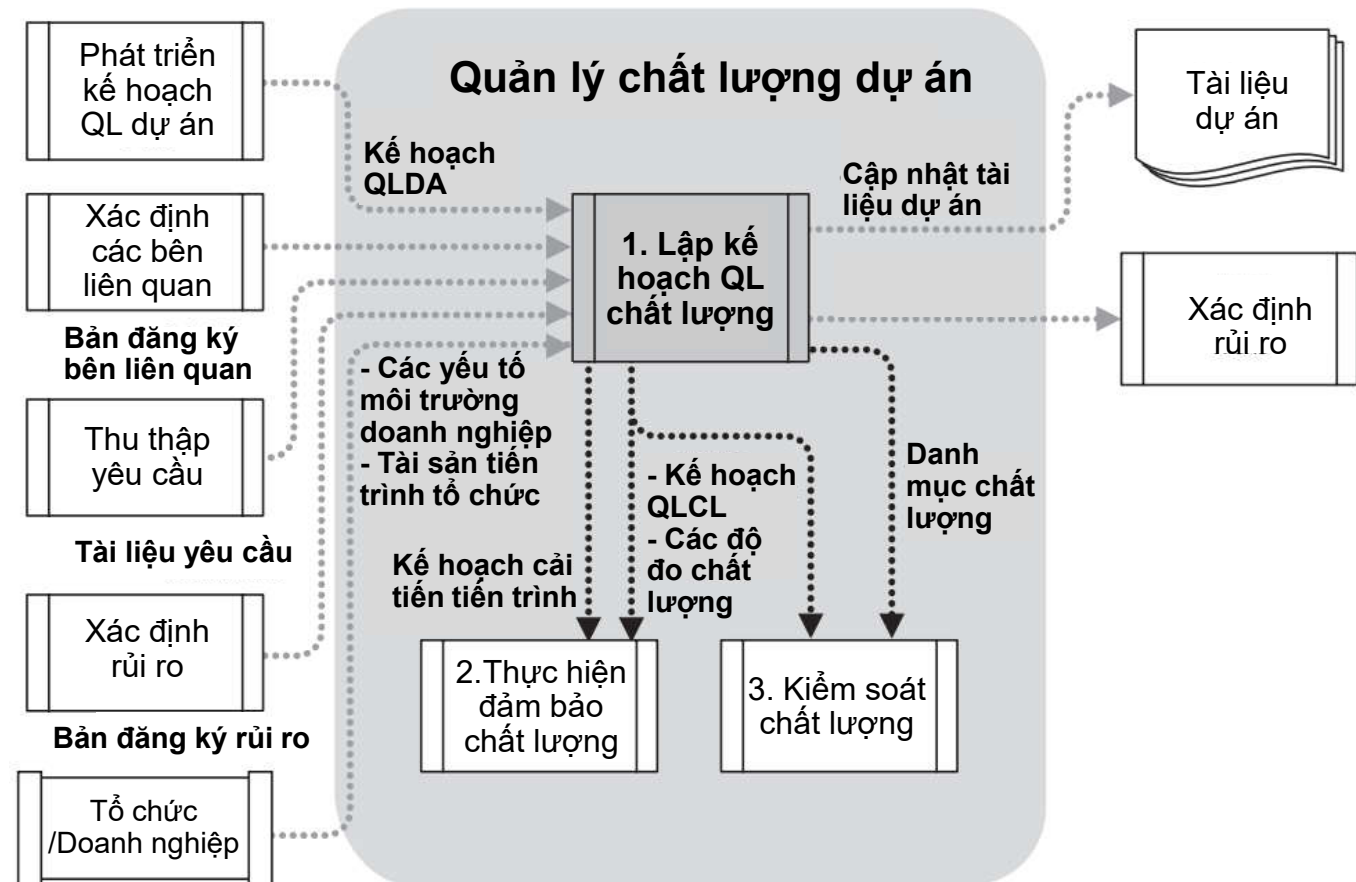 Quản lý chất lượng dự án
Phát triển
kế hoạch
QL dự án
Kế hoạch
QLDA
Xác định
các bên
liên quan
Bản đăng ký
bên liên quan
Thu thập
yêu cầu
Tài liệu yêu cầu
Xác định
rủi ro
Bản đăng ký rủi ro
Tổ chức
/Doanh nghiệp
- Các yếu tố
môi trường
doanh nghiệp
- Tài sản tiến
trình tổ chức
1. Lập kế
hoạch QL
chất lượng
Cập nhật tài
liệu dự án
Tài liệu
dự án
Xác định
rủi ro
Kế hoạch cải
tiến tiến trình
- Kế hoạch
QLCL
- Các độ
đo chất
lượng
Danh
mục chất
lượng
2.Thực hiện
đảm bảo
chất lượng
3. Kiểm soát
chất lượng